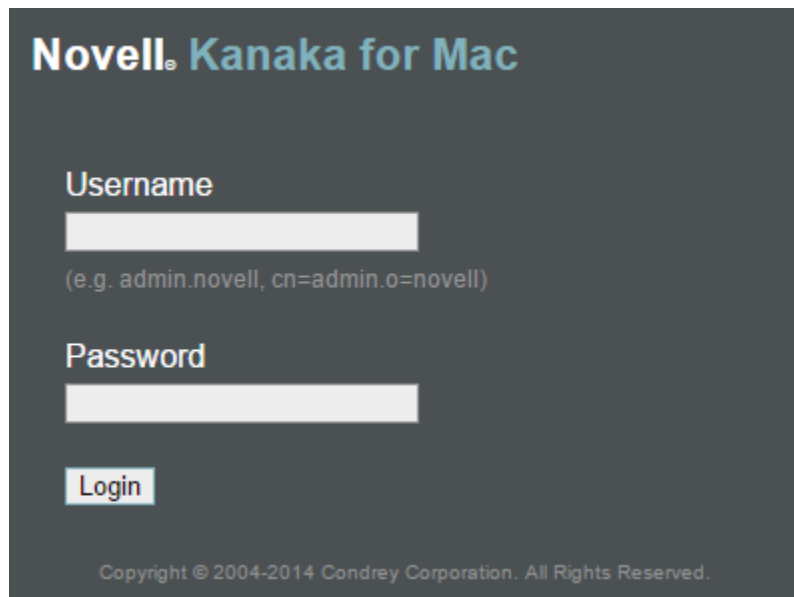 Novell® Kanaka for Mac
Username
(e.g. admin.novell, cn=admin.o=novell)
Password
Login
Copyright © 2004-2014 Condrey Corporation. All Rights Reserved.